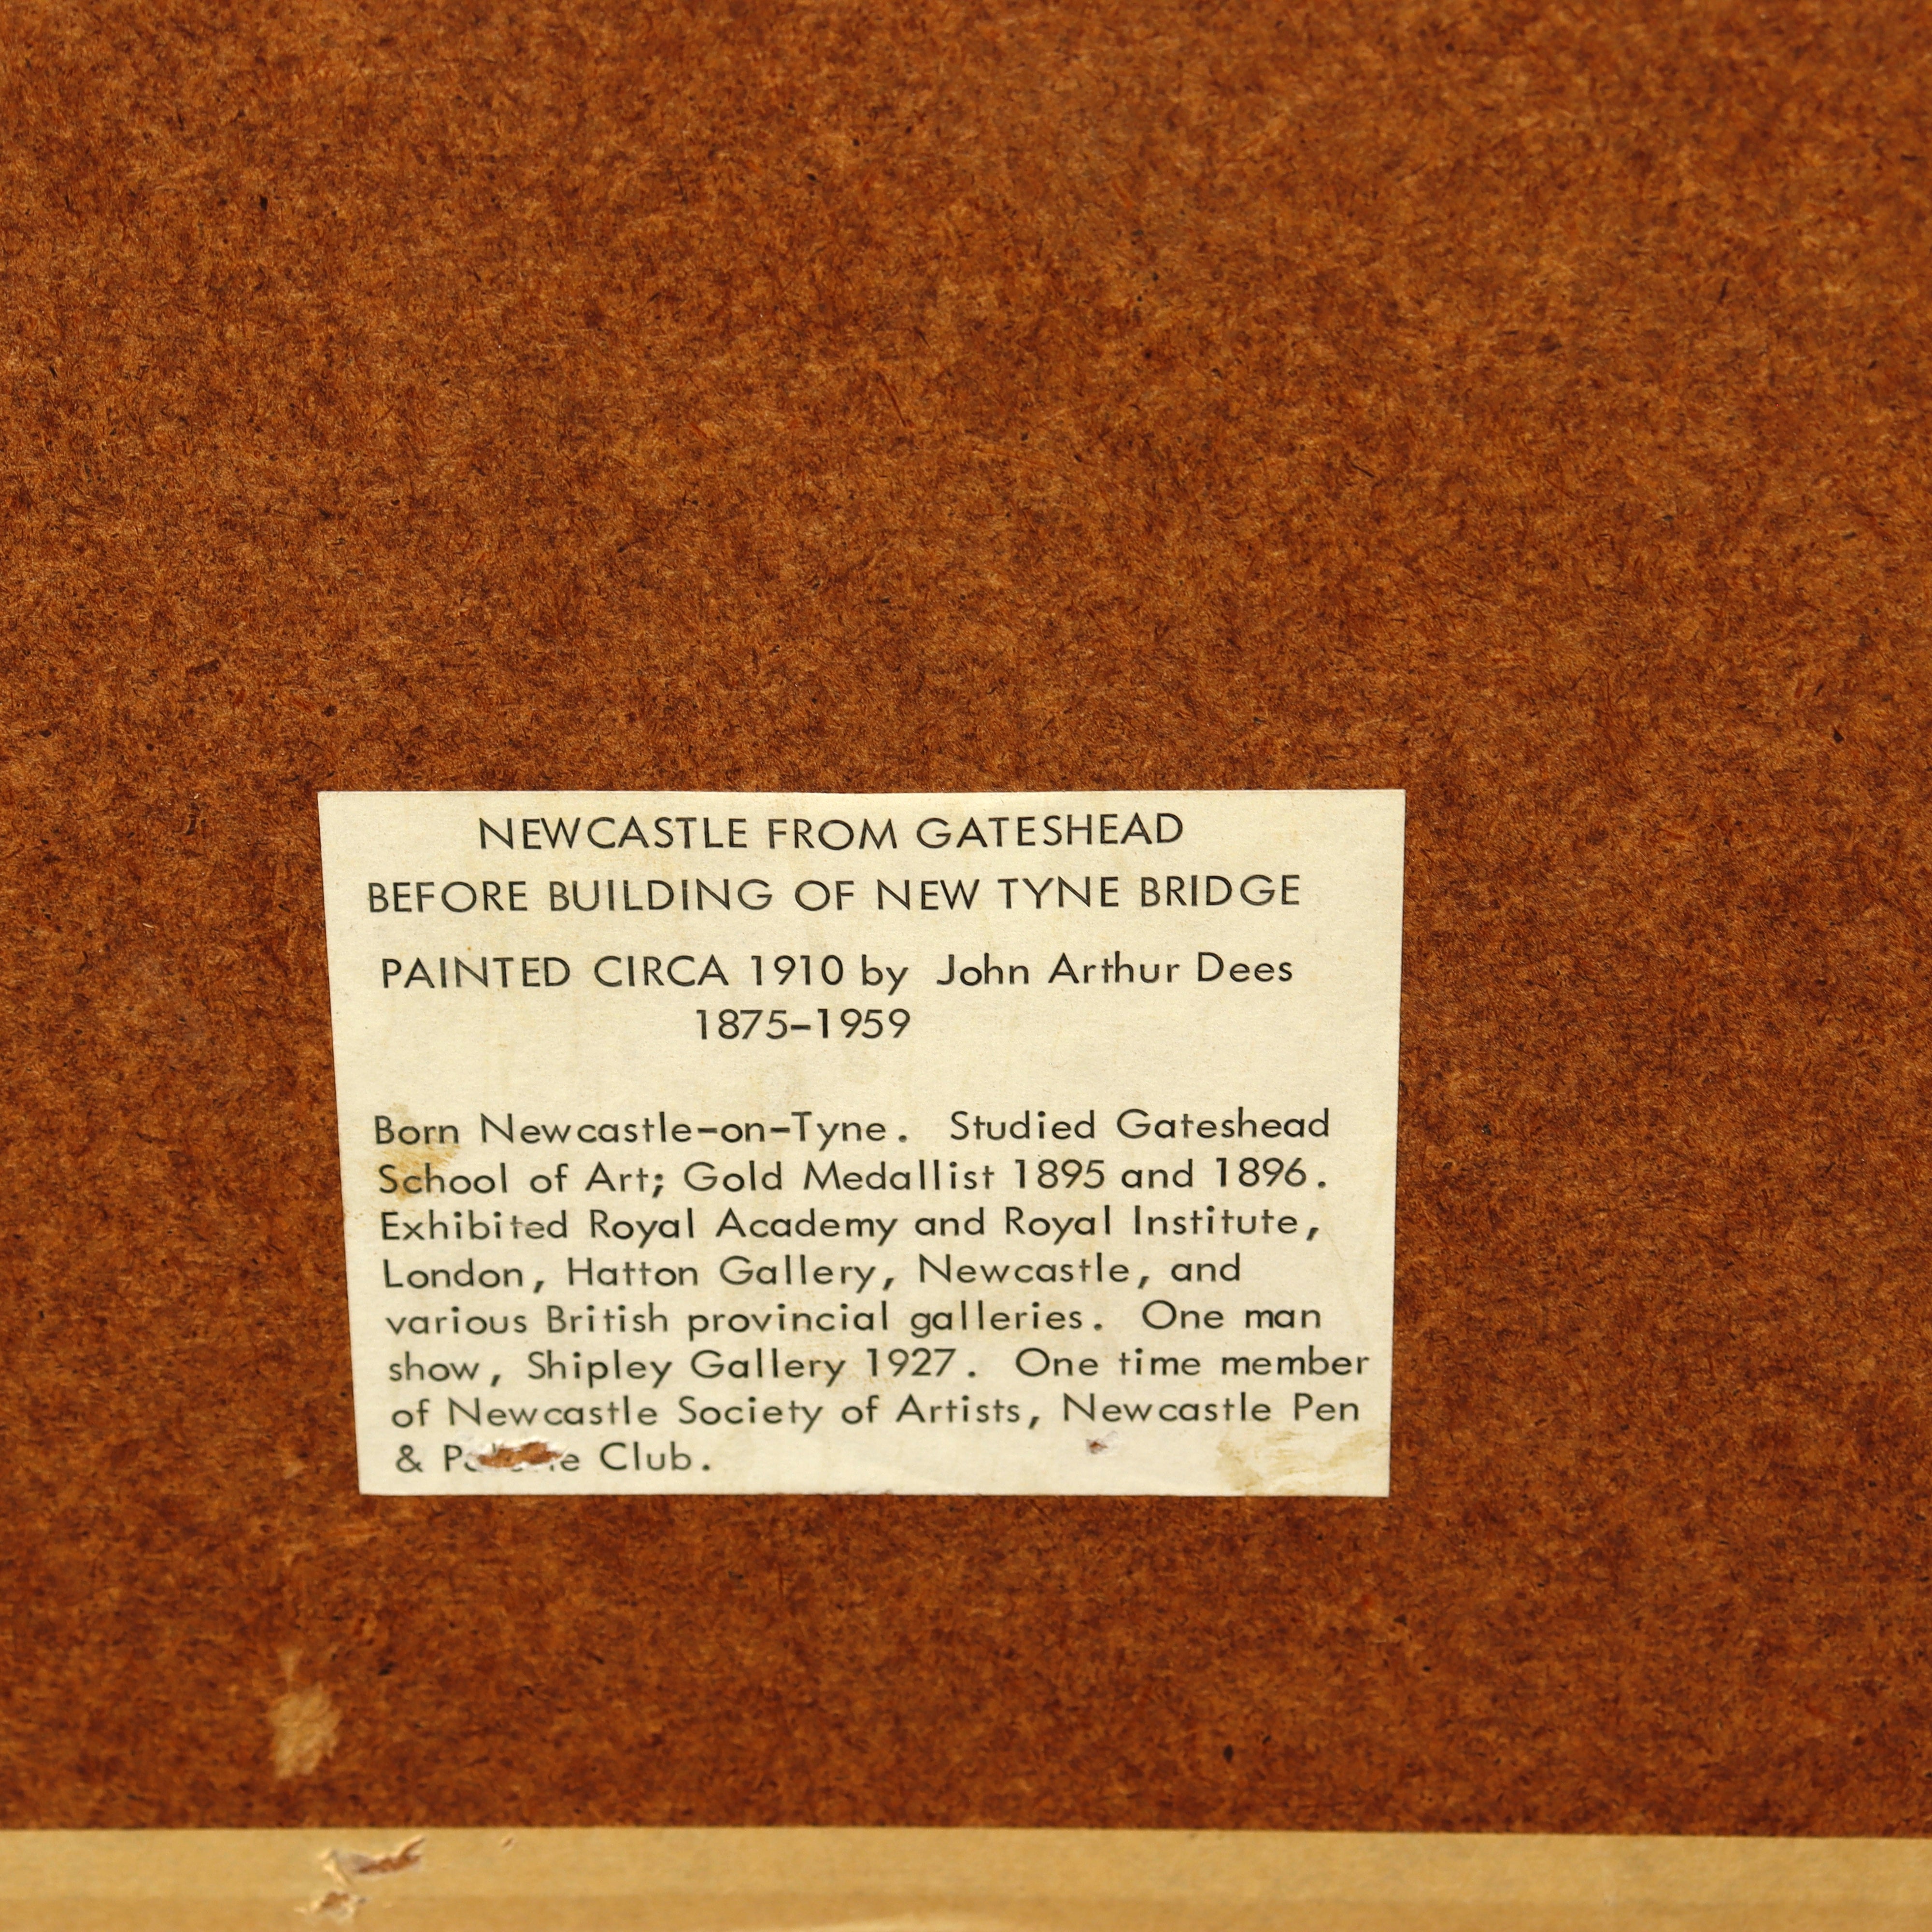 NEWCASTLE FROM GATESHEAD
BEFORE BUILDING OF NEW TYNE BRIDGE
PAINTED CIRCA 1910 by John Arthur Dees
1875-1959
Born Newcastle-on-Tyne. Studied Gateshead
School of Art; Gold Medallist 1895 and 1896.
Exhibited Royal Academy and Royal Institute,
London, Hatton Gallery, Newcastle, and
various British provincial galleries. One man
show, Shipley Gallery 1927. One time member
of Newcastle Society of Artists, Newcastle Pen
& Club.